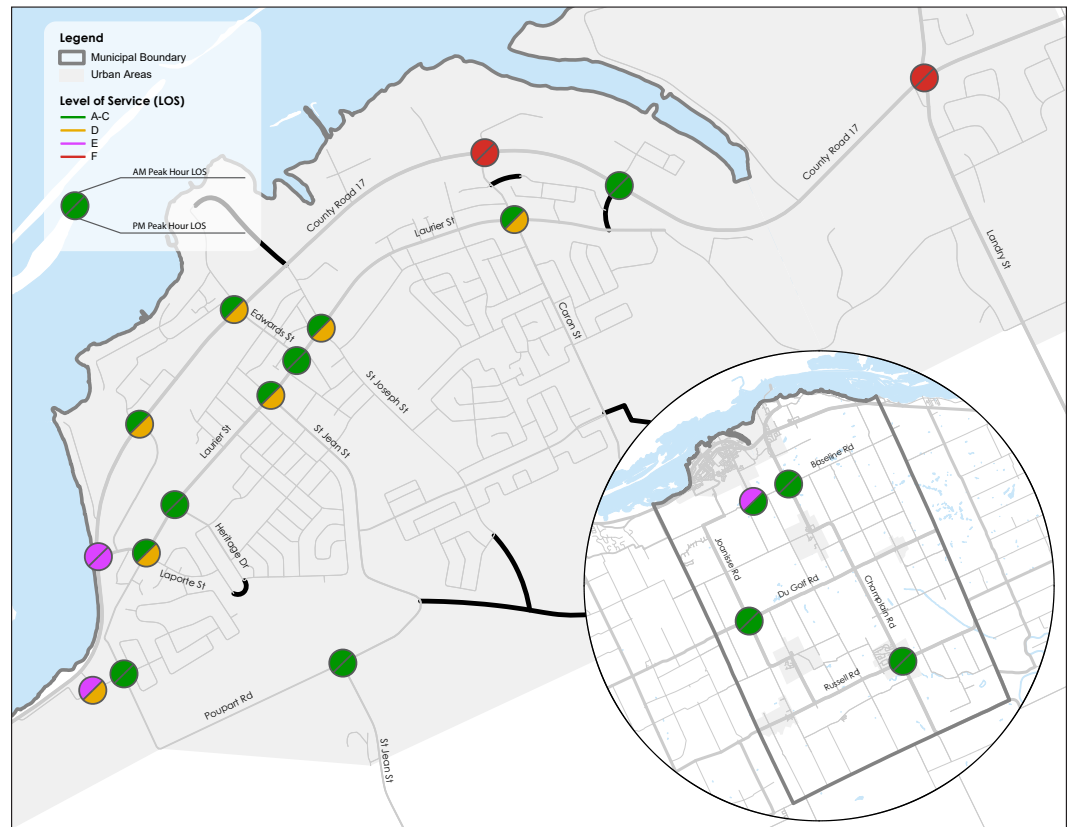 Legend
Municipal Boundary
Urban Areas
Level of Service (LOS)
A-C
D
E
F
AM Peak Hour LOS
PM Peak Hour LOS
County Road 17
County Road 17
Laurier St
Landry St
Edwards St
Caron St
St Joseph St
Laurier St
St Jean St
Heritage Dr
Laporte St
Poupart Rd
St Jean St
Baseline Rd
Joanisse Rd
Du Golf Rd
Champlain Rd
Russell Rd